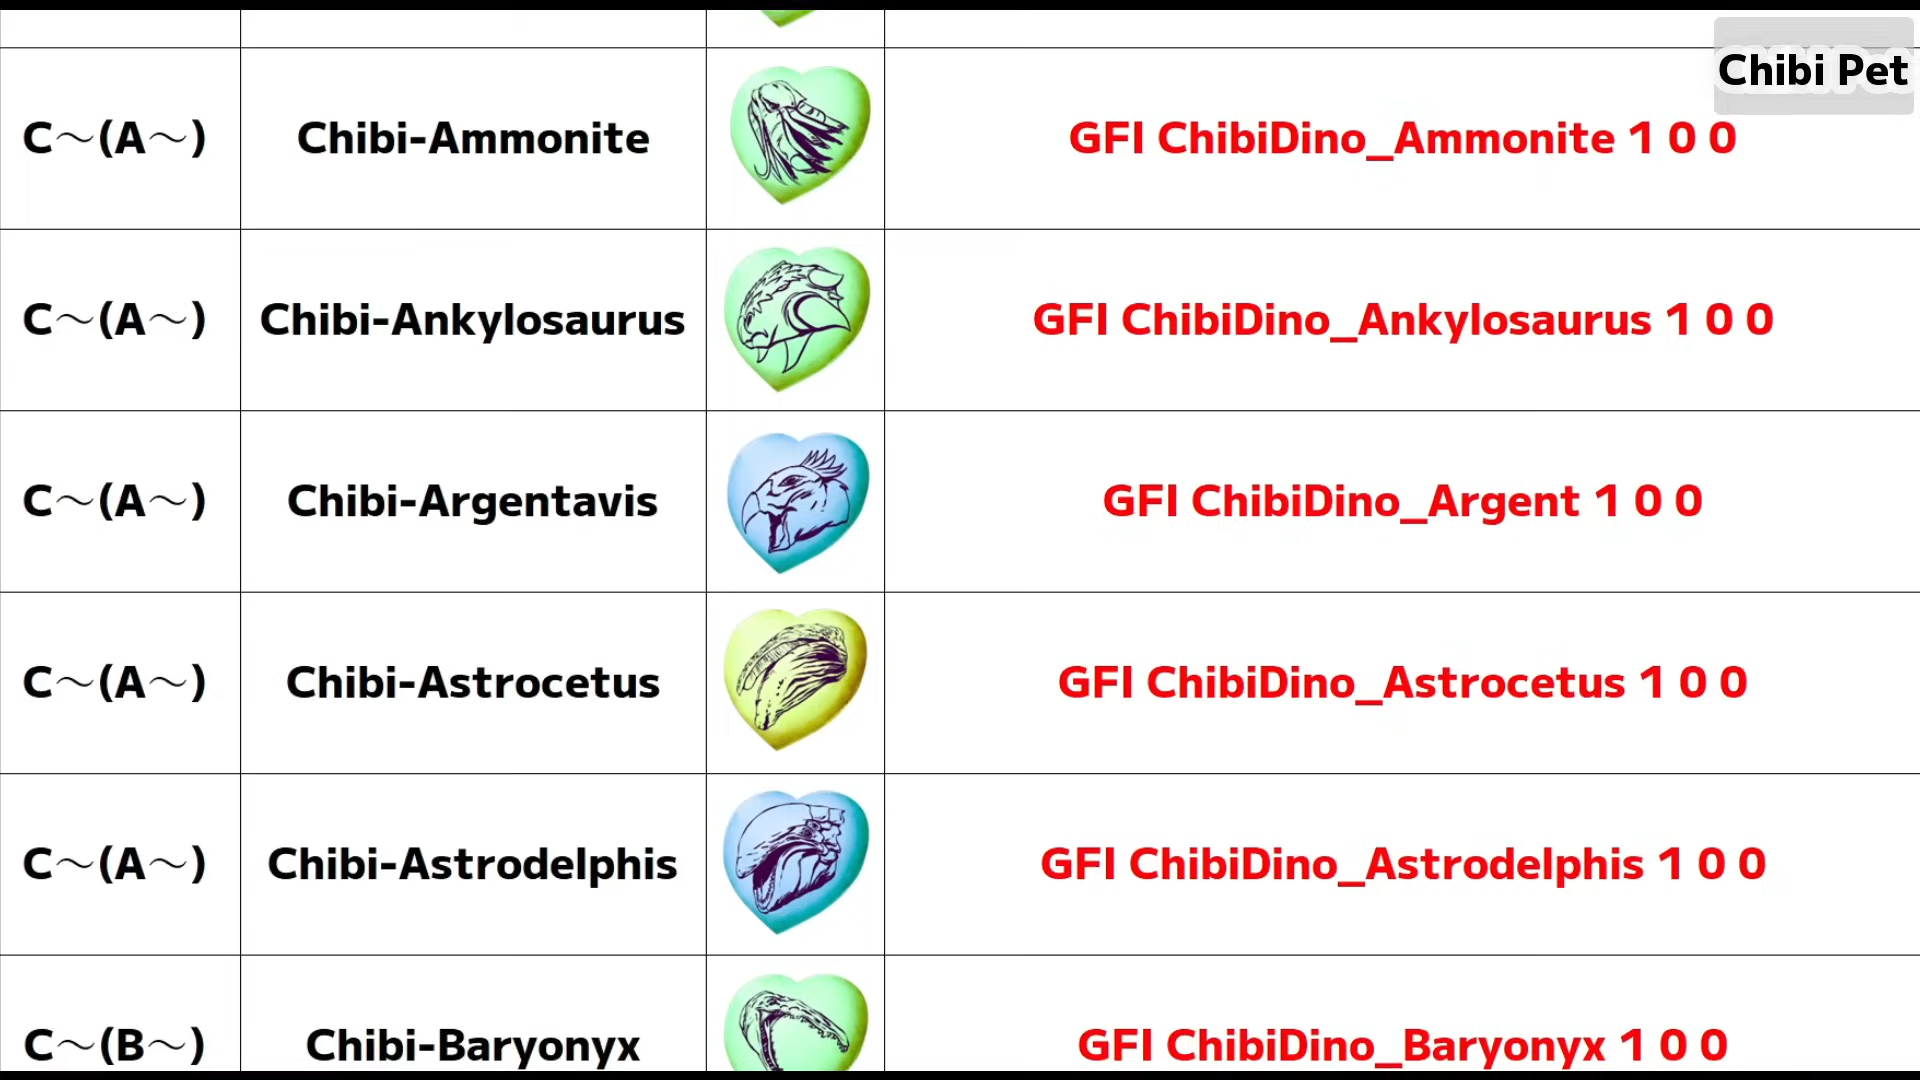 Chibi Pet
C～(A～) Chibi-Ammonite GFI ChibiDino_Ammonite 1 0 0
C～(A～) Chibi-Ankylosaurus GFI ChibiDino_Ankylosaurus 1 0 0
C～(A～) Chibi-Argentavis GFI ChibiDino_Argent 1 0 0
C～(A～) Chibi-Astrocetus GFI ChibiDino_Astrocetus 1 0 0
C～(A～) Chibi-Astrodelphis GFI ChibiDino_Astrodelphis 1 0 0
C～(B～) Chibi-Baryonyx GFI ChibiDino_Baryonyx 1 0 0